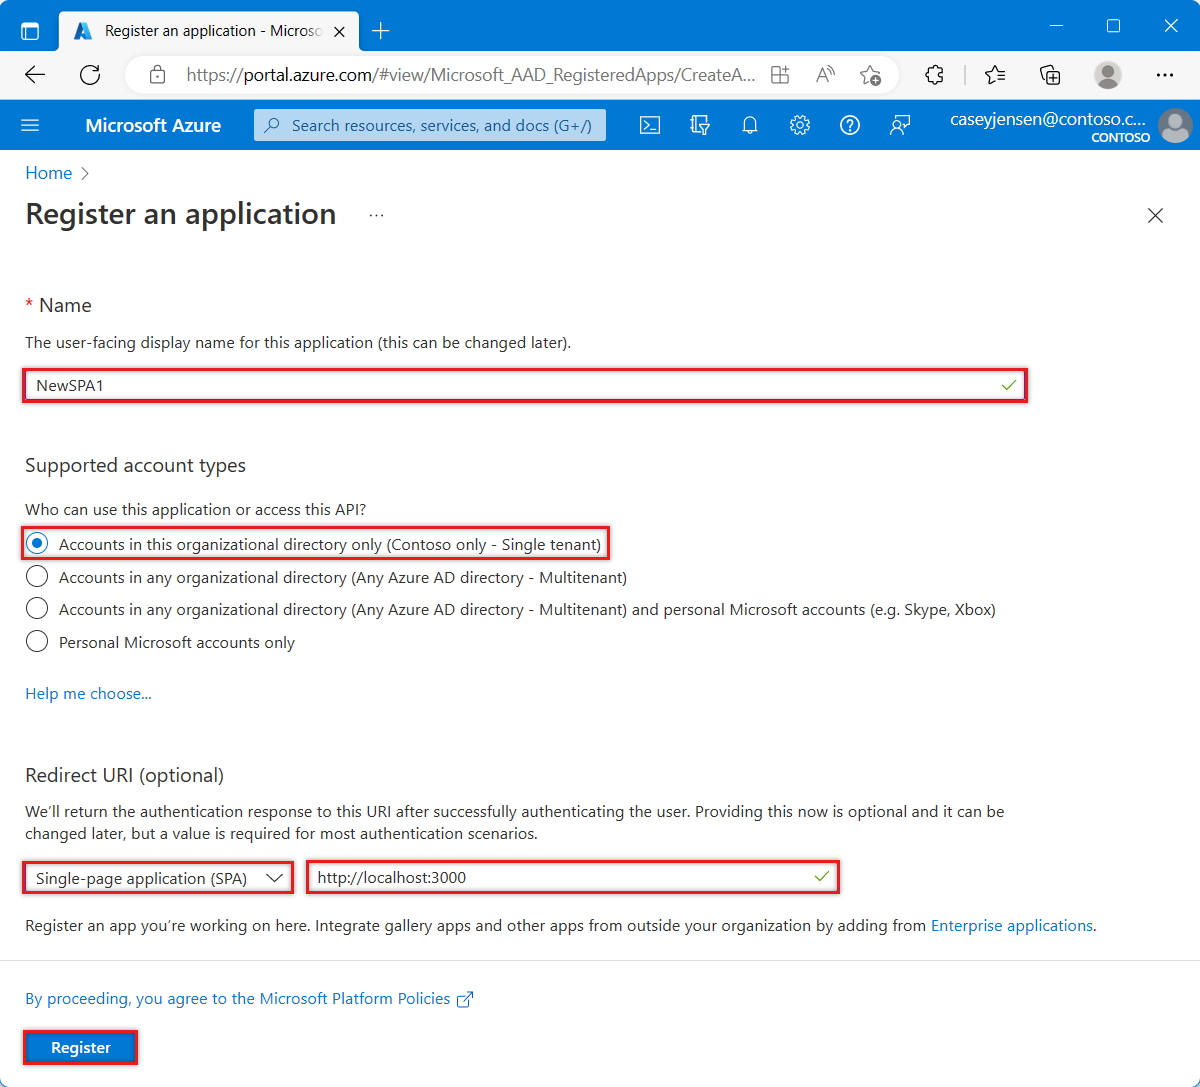 Register an application - Microso
https://portal.azure.com/#view/Microsoft_AAD_RegisteredApps/CreateA...
Microsoft Azure
Search resources, services, and docs (G+/)
caseyjensen@contoso.c...
CONTOSO
Home
Register an application
...
* Name
The user-facing display name for this application (this can be changed later).
NewSPA1
Supported account types
Who can use this application or access this API?
Accounts in this organizational directory only (Contoso only - Single tenant)
Accounts in any organizational directory (Any Azure AD directory - Multitenant)
Accounts in any organizational directory (Any Azure AD directory - Multitenant) and personal Microsoft accounts (e.g. Skype, Xbox)
Personal Microsoft accounts only
Help me choose...
Redirect URI (optional)
We’ll return the authentication response to this URI after successfully authenticating the user. Providing this now is optional and it can be
changed later, but a value is required for most authentication scenarios.
Single-page application (SPA)
http://localhost:3000
Register an app you’re working on here. Integrate gallery apps and other apps from outside your organization by adding from Enterprise applications.
By proceeding, you agree to the Microsoft Platform Policies
Register